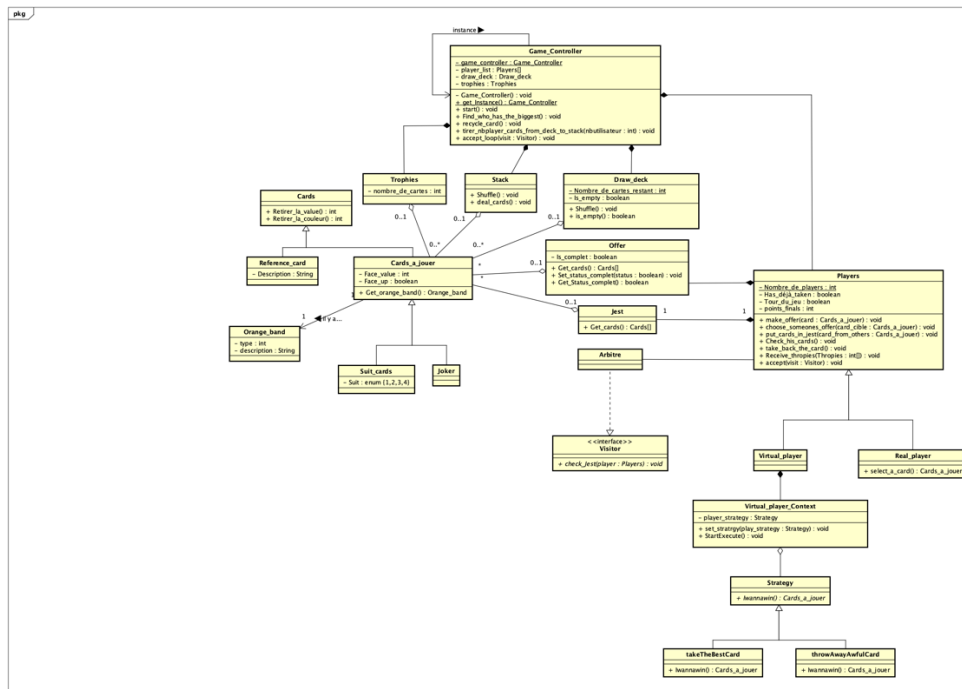 pkg
instance ▶
Game_Controller
- game_controller : Game_Controller
- player_list : Players[]
- draw_deck : Draw_deck
- trophies : Trophies
- Game_Controller() : void
+ get_Instance() : Game_Controller
+ start() : void
+ Find_who_has_the_biggest() : void
+ recycle_card() : void
+ tirer_nbplayer_cards_from_deck_to_stack(nbutilisateur : int) : void
+ accept_loop(visit : Visitor) : void
Trophies
- nombre_de_cartes : int
Stack
+ Shuffle() : void
+ deal_cards() : void
Draw_deck
- Nombre_de_cartes_restant : int
- Is_empty : boolean
+ Shuffle() : void
+ is_empty() : boolean
Cards
+ Retirer_la_value() : int
+ Retirer_la_couleur() : int
0..1
0..1
0..1
0..*
0..*
Reference_card
- Description : String
Cards_a_jouer
- Face_value : int
- Face_up : boolean
+ Get_orange_band() : Orange_band
*
*
0..1
0..1
Offer
- Is_complet : boolean
+ Get_cards() : Cards[]
+ Set_status_complet(status : boolean) : void
+ Get_Status_complet() : boolean
Players
- Nombre_de_players : int
- Has_déjà_taken : boolean
- Tour_du_jeu : boolean
- points_finals : int
+ make_offer(card : Cards_a_jouer) : void
+ choose_someones_offer(card_cible : Cards_a_jouer) : void
+ put_cards_in_jest(card_from_others : Cards_a_jouer) : void
+ Check_his_cards() : void
+ take_back_the_card() : void
+ Receive_thropies(Thropies : int[]) : void
+ accept(visit : Visitor) : void
Jest
+ Get_cards() : Cards[]
1
1
1
1
◀ il y a...
Orange_band
- type : int
- description : String
Arbitre
Suit_cards
- Suit : enum {1,2,3,4}
Joker
<<interface>>
Visitor
+ check_Jest(player : Players) : void
Virtual_player
Real_player
+ select_a_card() : Cards_a_jouer
Virtual_player_Context
- player_strategy : Strategy
+ set_stratrgy(play_strategy : Strategy) : void
+ StartExecute() : void
Strategy
+ Iwannawin() : Cards_a_jouer
takeTheBestCard
+ Iwannawin() : Cards_a_jouer
throwAwayAwfulCard
+ Iwannawin() : Cards_a_jouer